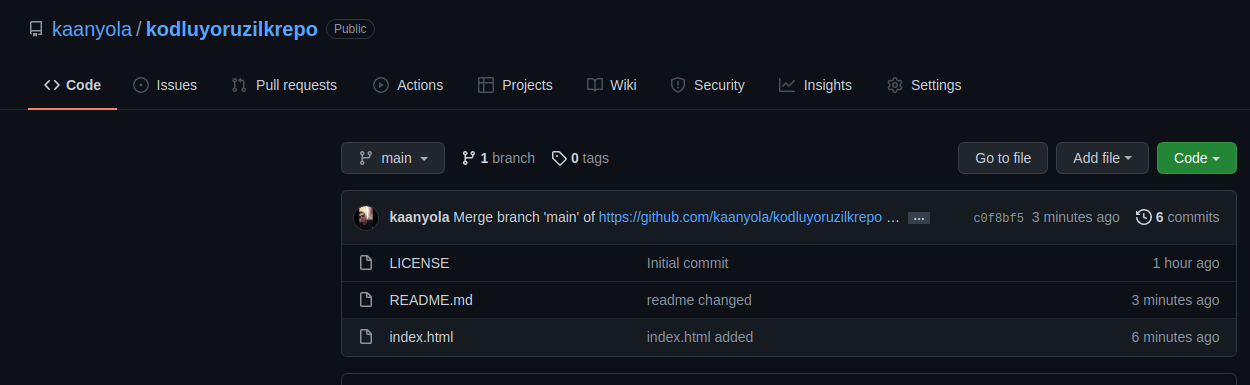 kaanyola / kodluyoruzilkrepo Public
Code Issues Pull requests Actions Projects Wiki Security Insights Settings
main 1 branch 0 tags Go to file Add file Code
kaanyola Merge branch 'main' of https://github.com/kaanyola/kodluyoruzilkrepo … ... c0f8bf5 3 minutes ago 6 commits
LICENSE Initial commit 1 hour ago
README.md readme changed 3 minutes ago
index.html index.html added 6 minutes ago